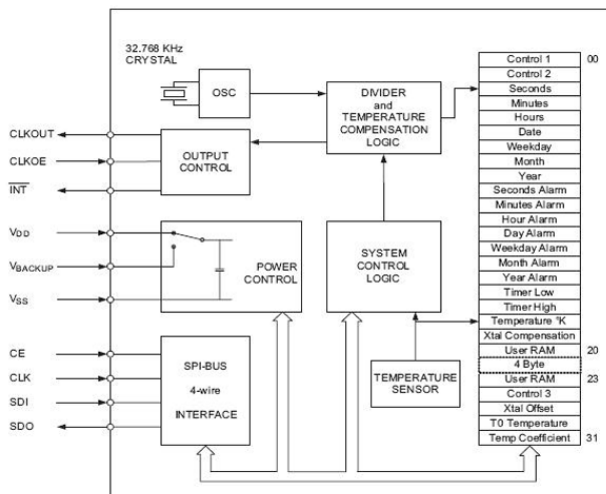 32.768 KHz
CRYSTAL
OSC
DIVIDER
and
TEMPERATURE
COMPENSATION
LOGIC
CLKOUT
CLKOE
INT
OUTPUT
CONTROL
VDD
VBACKUP
VSS
POWER
CONTROL
SYSTEM
CONTROL
LOGIC
CE
CLK
SDI
SDO
SPI-BUS
4-wire
INTERFACE
TEMPERATURE
SENSOR
Control 1 00
Control 2
Seconds
Minutes
Hours
Date
Weekday
Month
Year
Seconds Alarm
Minutes Alarm
Hour Alarm
Day Alarm
Weekday Alarm
Month Alarm
Year Alarm
Timer Low
Timer High
Temperature °K
Xtal Compensation
User RAM 20
4 Byte
User RAM 23
Control 3
Xtal Offset
T0 Temperature
Temp Coefficient 31